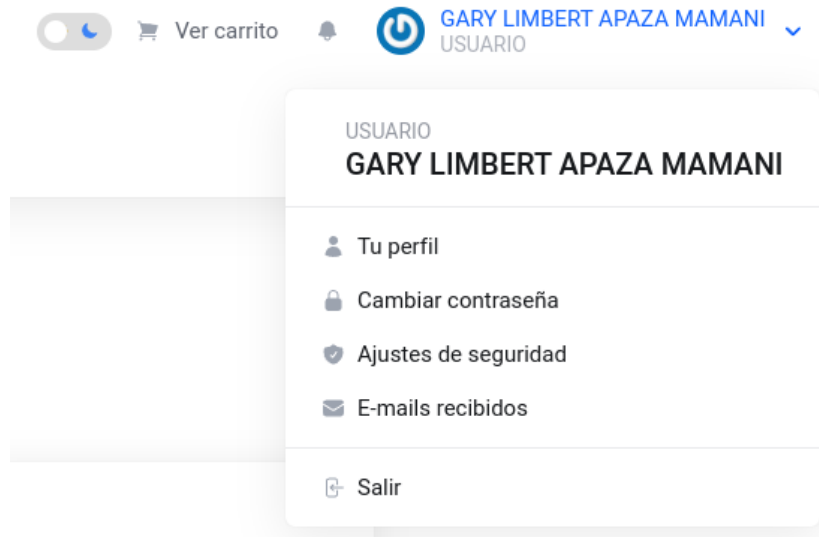 Ver carrito
GARY LIMBERT APAZA MAMANI
USUARIO
USUARIO
GARY LIMBERT APAZA MAMANI
Tu perfil
Cambiar contraseña
Ajustes de seguridad
E-mails recibidos
Salir